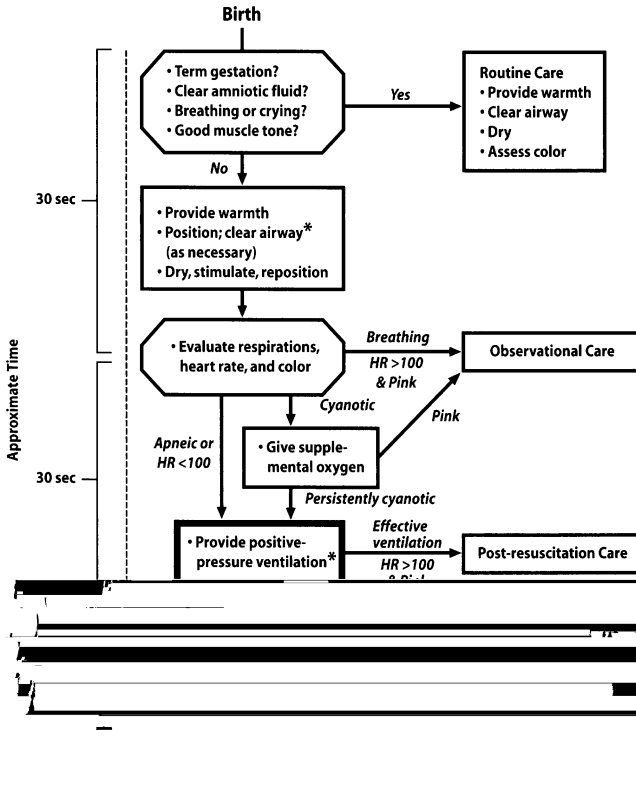 Birth
• Term gestation?
• Clear amniotic fluid?
• Breathing or crying?
• Good muscle tone?
Yes
Routine Care
• Provide warmth
• Clear airway
• Dry
• Assess color
No
30 sec
• Provide warmth
• Position; clear airway*
(as necessary)
• Dry, stimulate, reposition
Approximate Time
• Evaluate respirations,
heart rate, and color
Breathing
HR >100
& Pink
Observational Care
Cyanotic
Pink
Apneic or
HR <100
• Give supple-
mental oxygen
30 sec
Persistently cyanotic
• Provide positive-
pressure ventilation*
Effective
ventilation
HR >100
Post-resuscitation Care